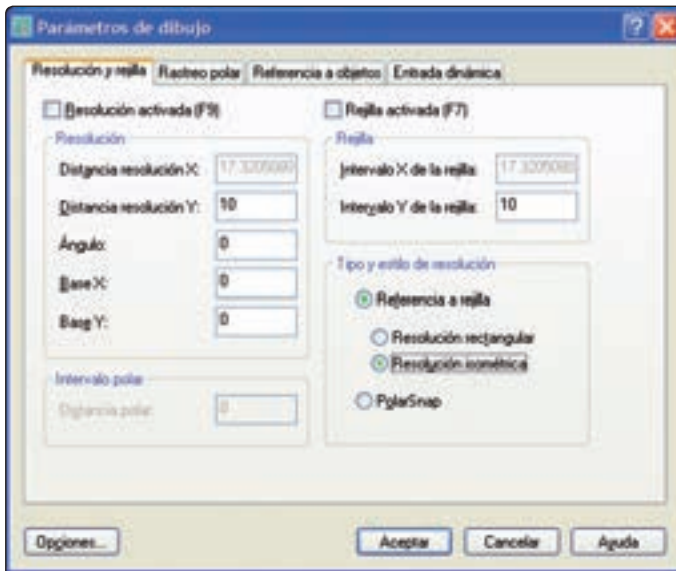 Parámetros de dibujo
Resolución y rejilla Rastreo polar Referencia a objetos Entrada dinámica
Resolución activada (F9)
Resolución
Distancia resolución X: 17.3205080
Distancia resolución Y: 10
Ángulo: 0
Base X: 0
Base Y: 0
Intervalo polar
Distancia polar: 0
Rejilla activada (F7)
Rejilla
Intervalo X de la rejilla: 17.3205080
Intervalo Y de la rejilla: 10
Tipo y estilo de resolución
Referencia a rejilla
Resolución rectangular
Resolución isométrica
PolarSnap
Opciones... Aceptar Cancelar Ayuda